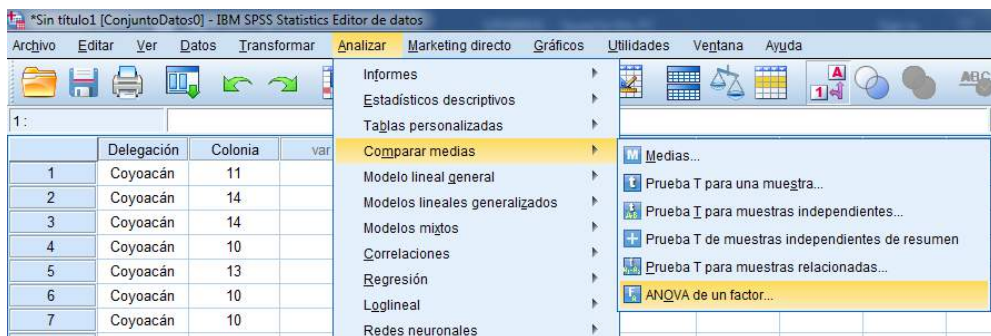 *Sin título1 [ConjuntoDatos0] - IBM SPSS Statistics Editor de datos
Archivo Editar Ver Datos Transformar Analizar Marketing directo Gráficos Utilidades Ventana Ayuda
A
1
ABC
1 :
Delegación Colonia var
1 Coyoacán 11
2 Coyoacán 14
3 Coyoacán 14
4 Coyoacán 10
5 Coyoacán 13
6 Coyoacán 10
7 Coyoacán 10
Informes
Estadísticos descriptivos
Tablas personalizadas
Comparar medias
Modelo lineal general
Modelos lineales generalizados
Modelos mixtos
Correlaciones
Regresión
Loglineal
Redes neuronales
M Medias...
t Prueba T para una muestra...
Prueba T para muestras independientes...
Prueba T de muestras independientes de resumen
Prueba T para muestras relacionadas...
ANOVA de un factor...